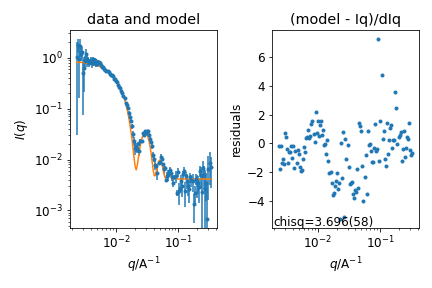 data and model
(model - Iq)/dIq
I(q)
10⁰
10⁻¹
10⁻²
10⁻³
10⁻²
10⁻¹
q/A⁻¹
residuals
6
4
2
0
−2
−4
chisq=3.696(58)
10⁻²
10⁻¹
q/A⁻¹